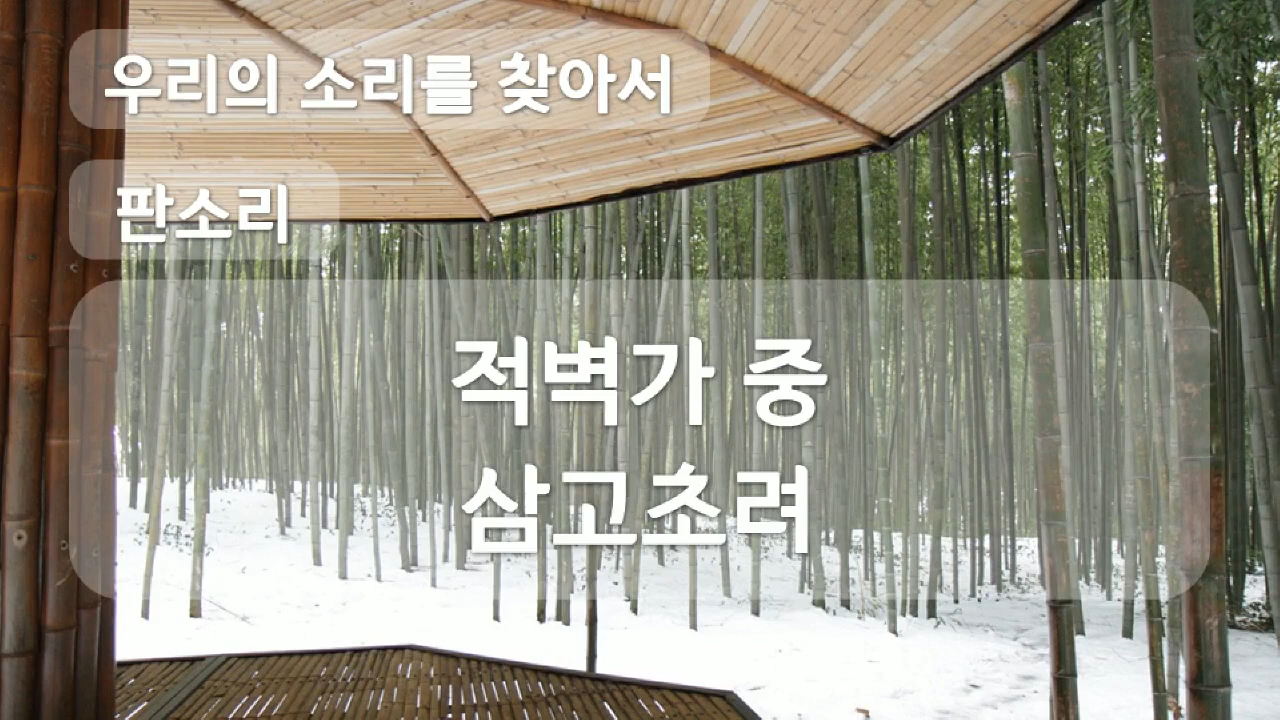 우리의 소리를 찾아서
판소리
적벽가 중
삼고초려